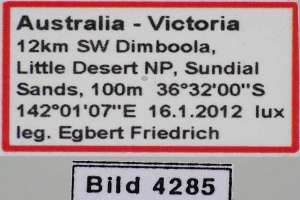 Australia - Victoria
12km SW Dimboola,
Little Desert NP, Sundial
Sands, 100m 36°32'00"S
142°01'07"E 16.1.2012 lux
leg. Egbert Friedrich
Bild 4285